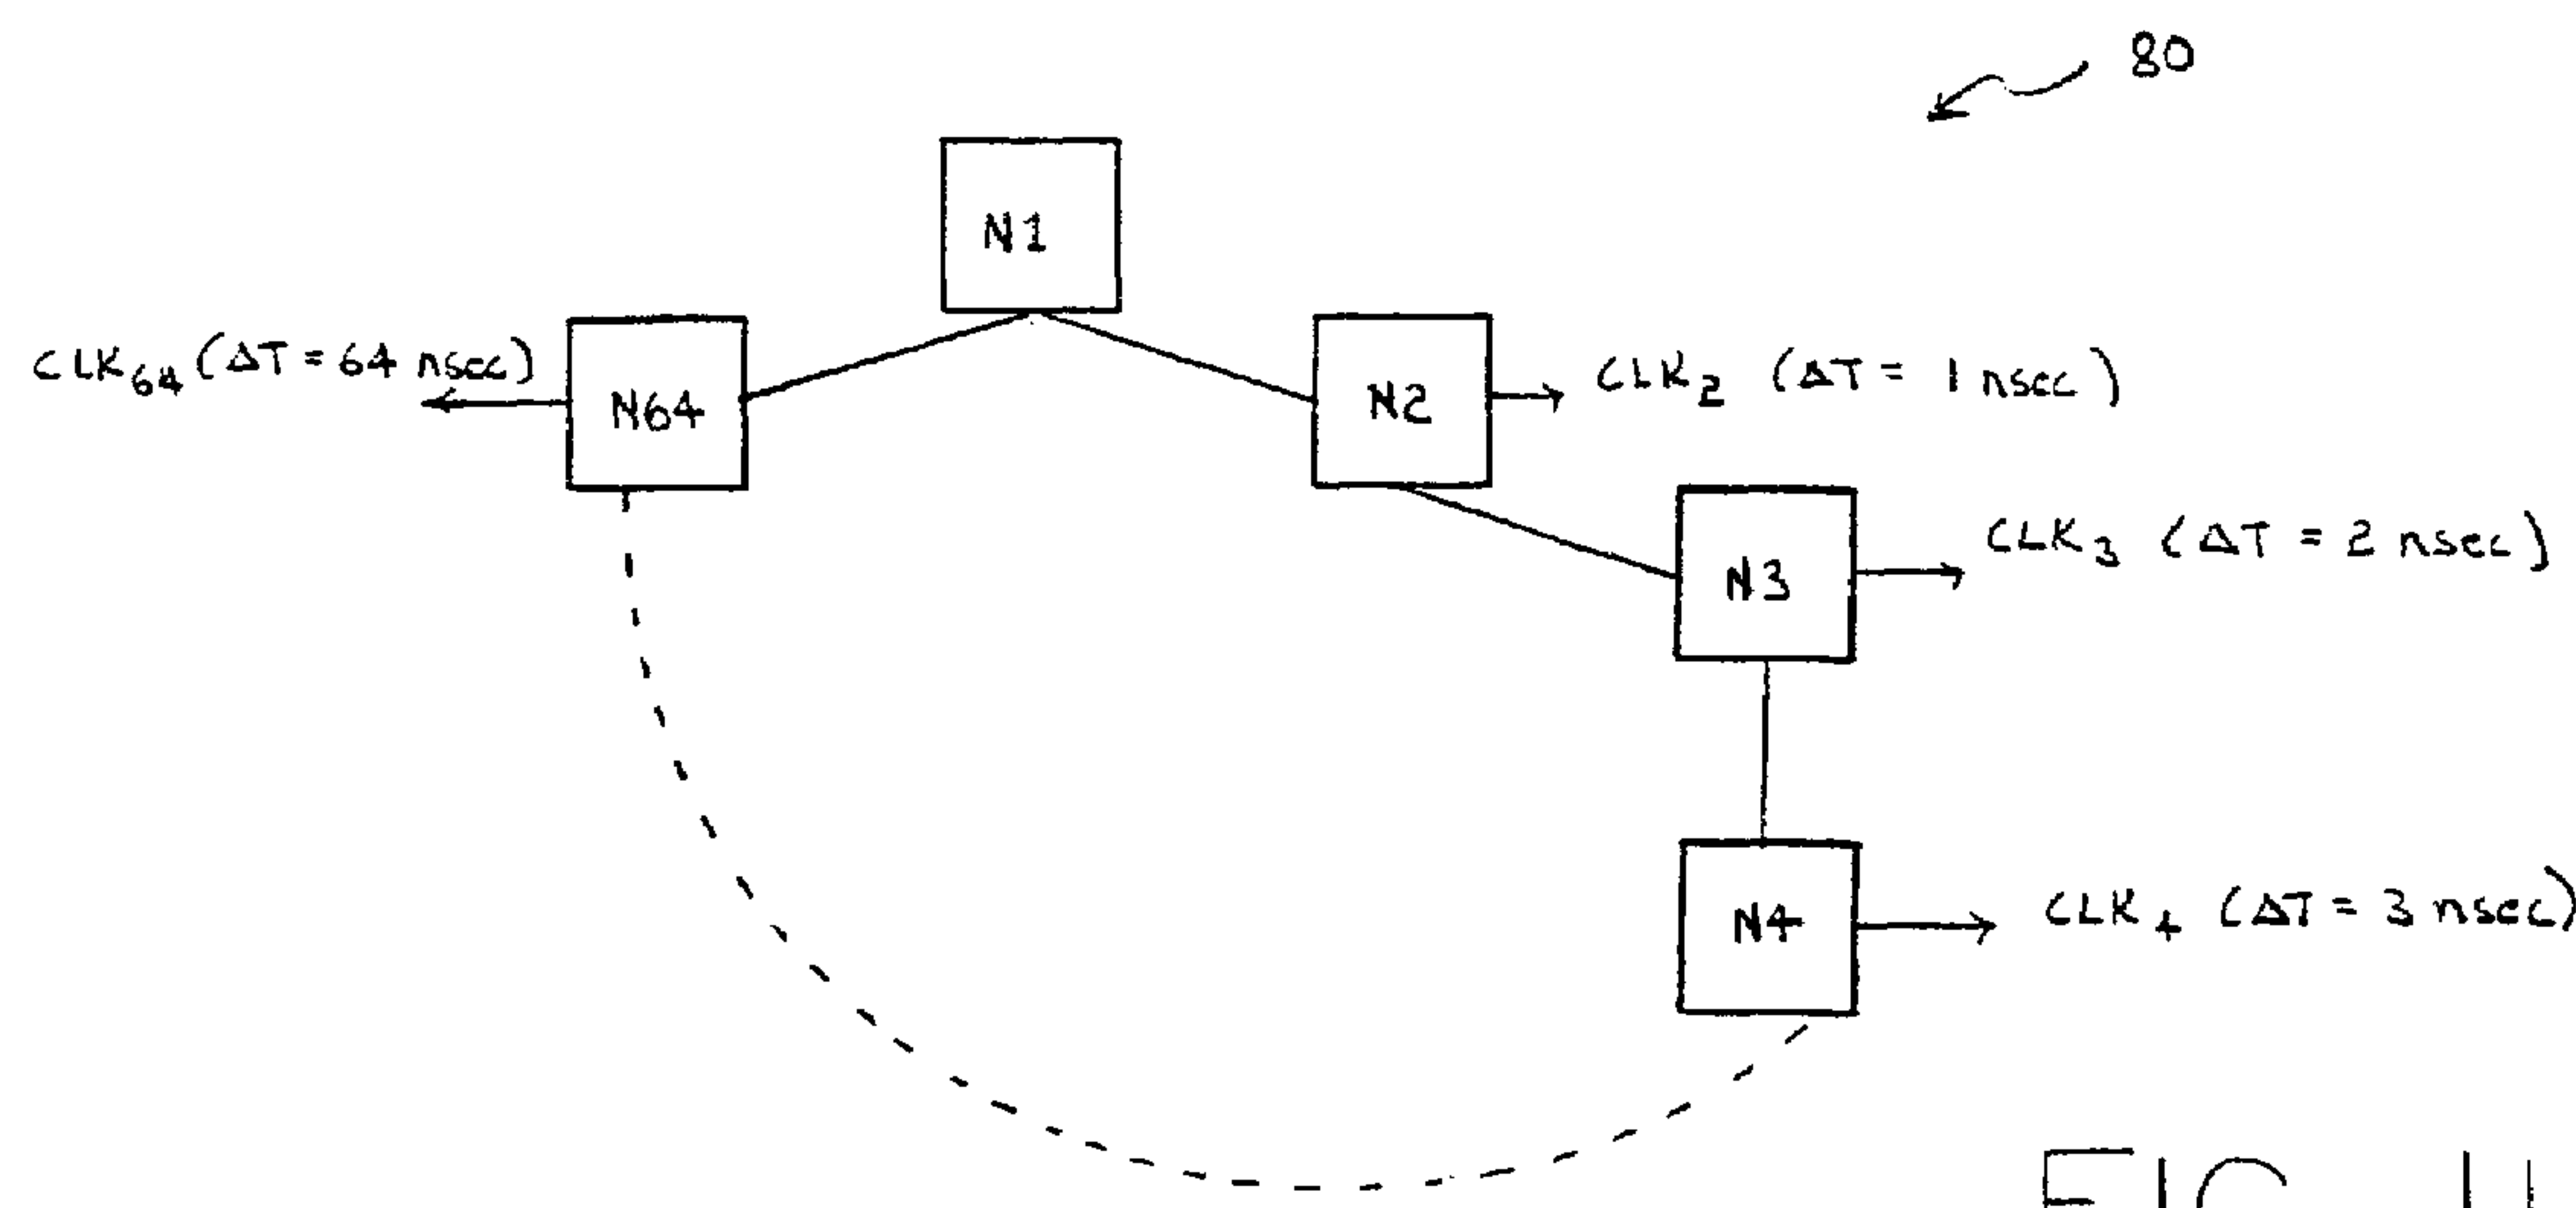 80
N1
CLK64 (ΔT = 64 nsec)
N64
N2
CLK2 (ΔT = 1 nsec)
N3
CLK3 (ΔT = 2 nsec)
N4
CLK4 (ΔT = 3 nsec)